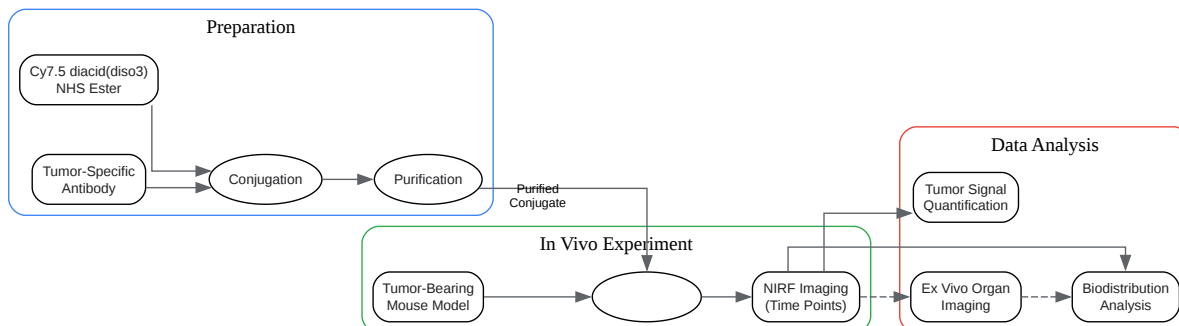 Preparation
Cy7.5 diacid(diso3)
NHS Ester
Tumor-Specific
Antibody
Conjugation
Purification
Purified
Conjugate
In Vivo Experiment
Tumor-Bearing
Mouse Model
NIRF Imaging
(Time Points)
Data Analysis
Tumor Signal
Quantification
Ex Vivo Organ
Imaging
Biodistribution
Analysis